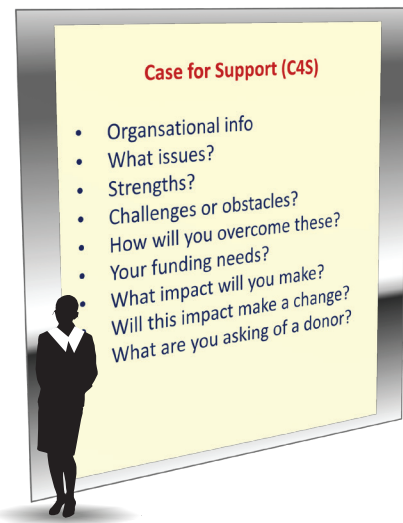 Case for Support (C4S)
• Organsational info
• What issues?
• Strengths?
• Challenges or obstacles?
• How will you overcome these?
• Your funding needs?
• What impact will you make?
Will this impact make a change?
What are you asking of a donor?